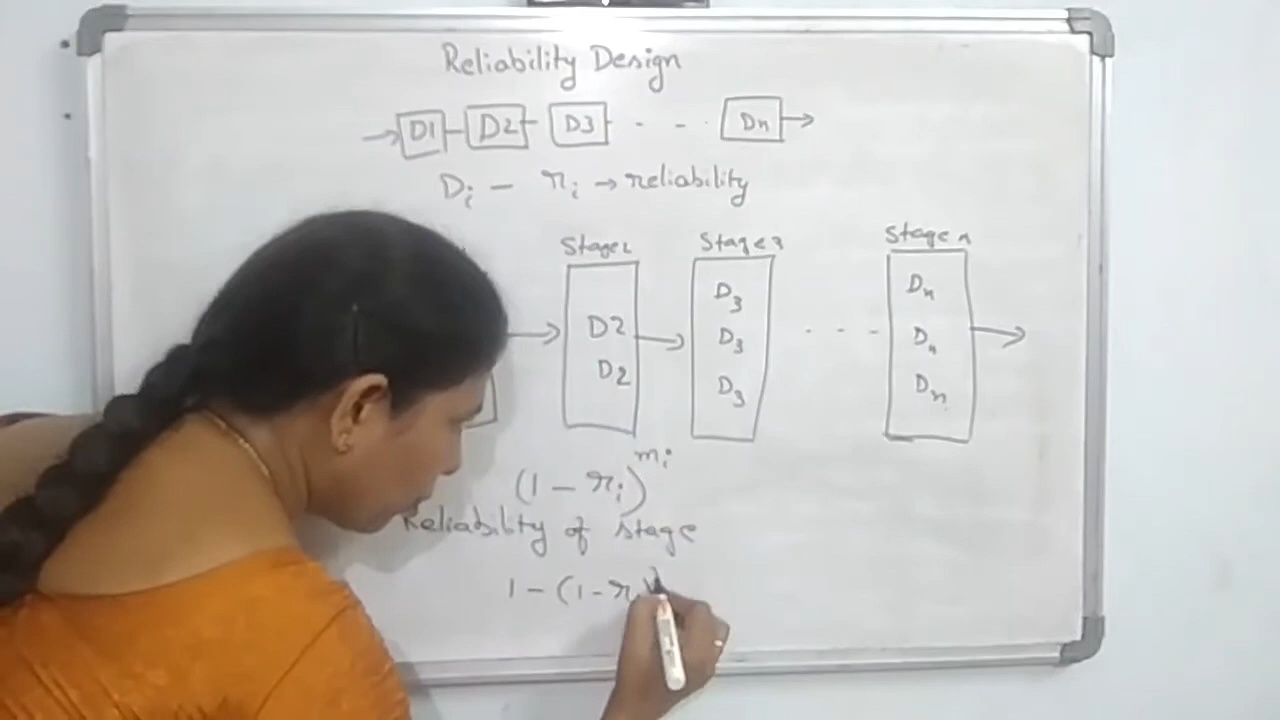 Reliability Design
D1 D2 D3 - - . Dn
Di - ri → reliability
Stage2 Stage3 Stage n
D2 D3 Dn
D2 D3 Dn
D3 Dn
(1 - ri)^mi
Reliability of stage
1 - (1 - ri)